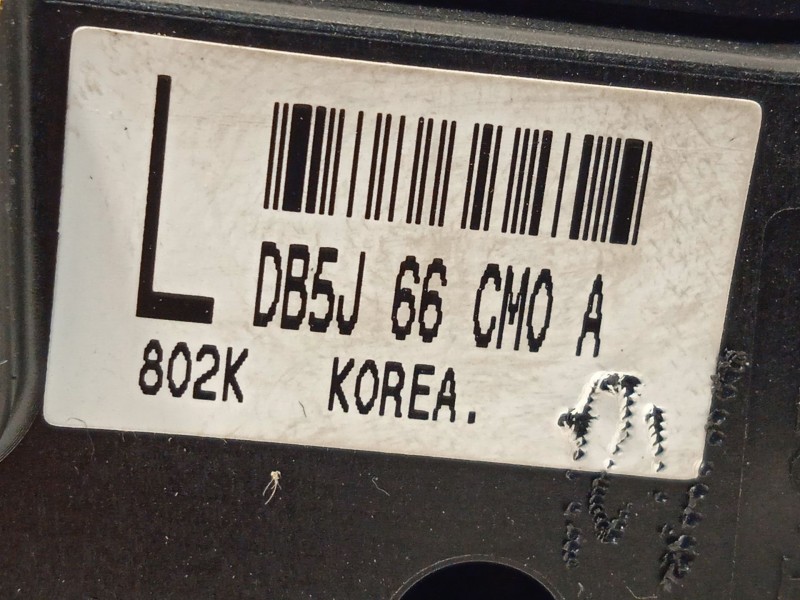 L
DB5J 66 CM0 A
802K KOREA.